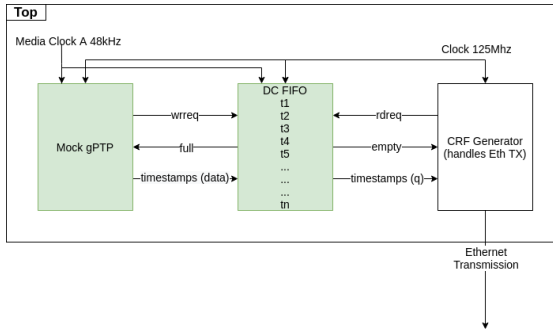 Top
Media Clock A 48kHz
Clock 125Mhz
Mock gPTP
wrreq
full
timestamps (data)
DC FIFO
t1
t2
t3
t4
t5
...
...
...
tn
rdreq
empty
timestamps (q)
CRF Generator
(handles Eth TX)
Ethernet
Transmission